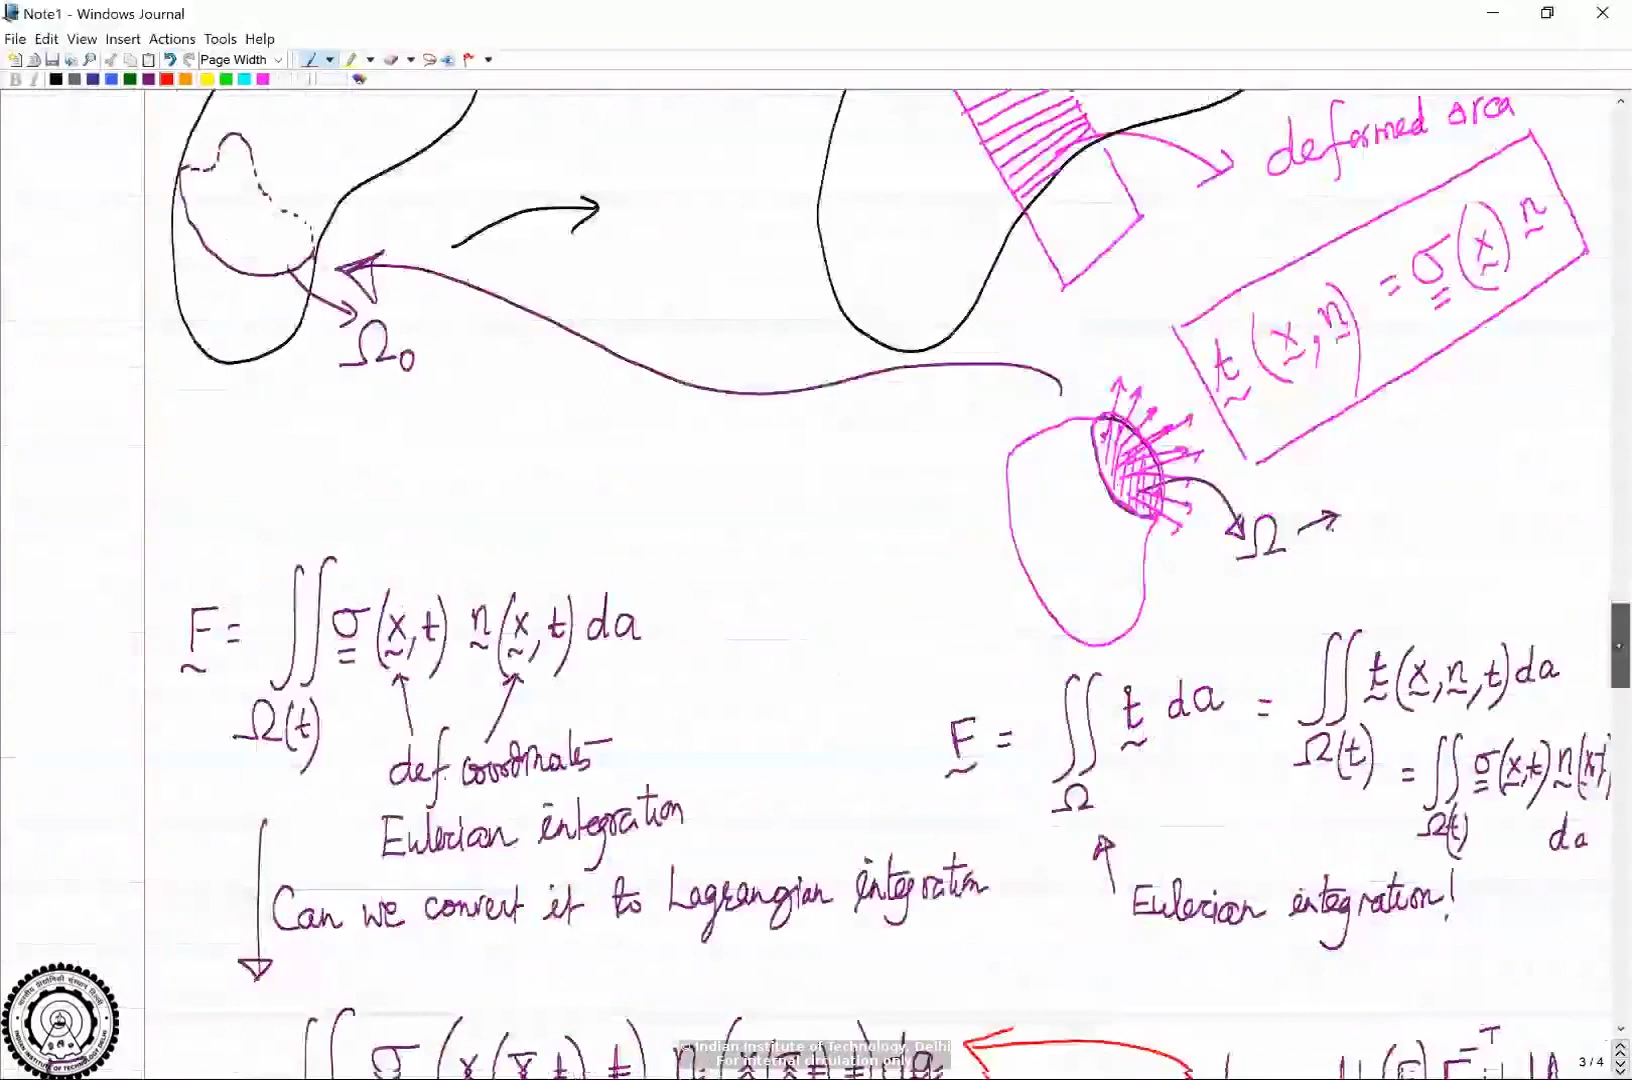 Note1 - Windows Journal
File Edit View Insert Actions Tools Help
Page Width
deformed area
t(x,n) = σ(x) n
Ω₀
Ω →
F = ∬ σ(x,t) n(x,t) da
Ω(t)
def. coordinates
Eulerian integration
Can we convert it to Lagrangian integration
F = ∬ t da = ∬ t(x,n,t) da
Ω Ω(t)
= ∬ σ(x,t) n(x,t)
Ω(t) da
Eulerian integration!
© Indian Institute of Technology, Delhi
For internal circulation only
3 / 4